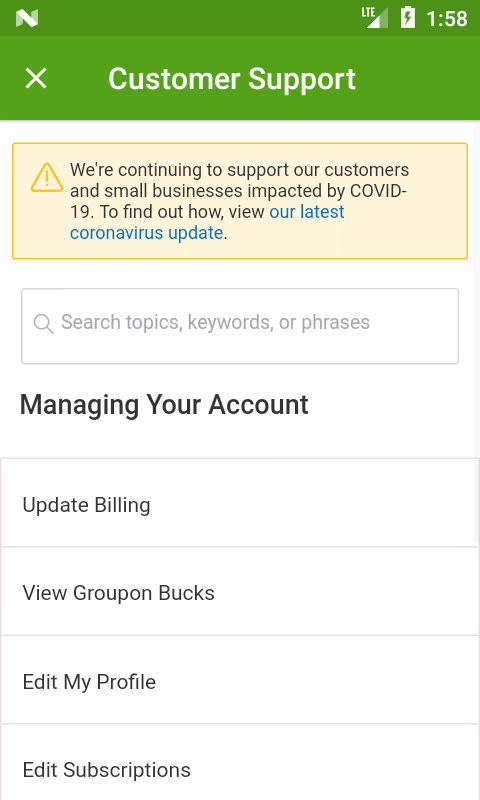 LTE 1:58
Customer Support
We're continuing to support our customers
and small businesses impacted by COVID-
19. To find out how, view our latest
coronavirus update.
Search topics, keywords, or phrases
Managing Your Account
Update Billing
View Groupon Bucks
Edit My Profile
Edit Subscriptions